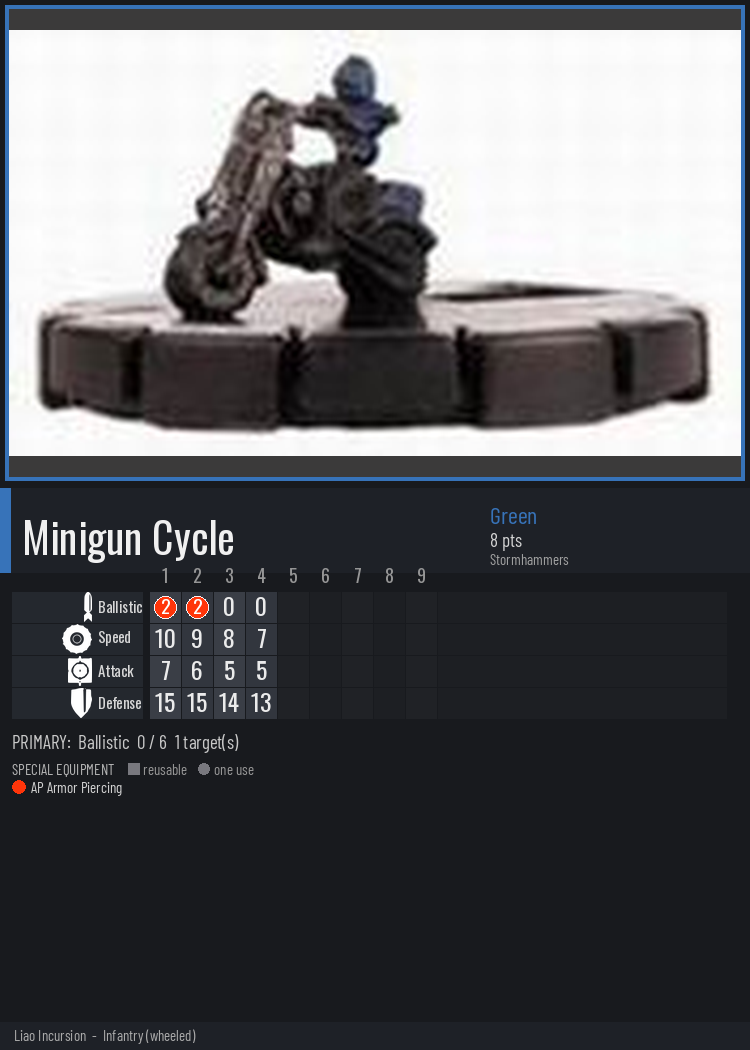 Minigun Cycle
Green
8 pts
Stormhammers
1 2 3 4 5 6 7 8 9
Ballistic 2 2 0 0
Speed 10 9 8 7
Attack 7 6 5 5
Defense 15 15 14 13
PRIMARY: Ballistic 0 / 6 1 target(s)
SPECIAL EQUIPMENT reusable one use
AP Armor Piercing
Liao Incursion - Infantry (wheeled)